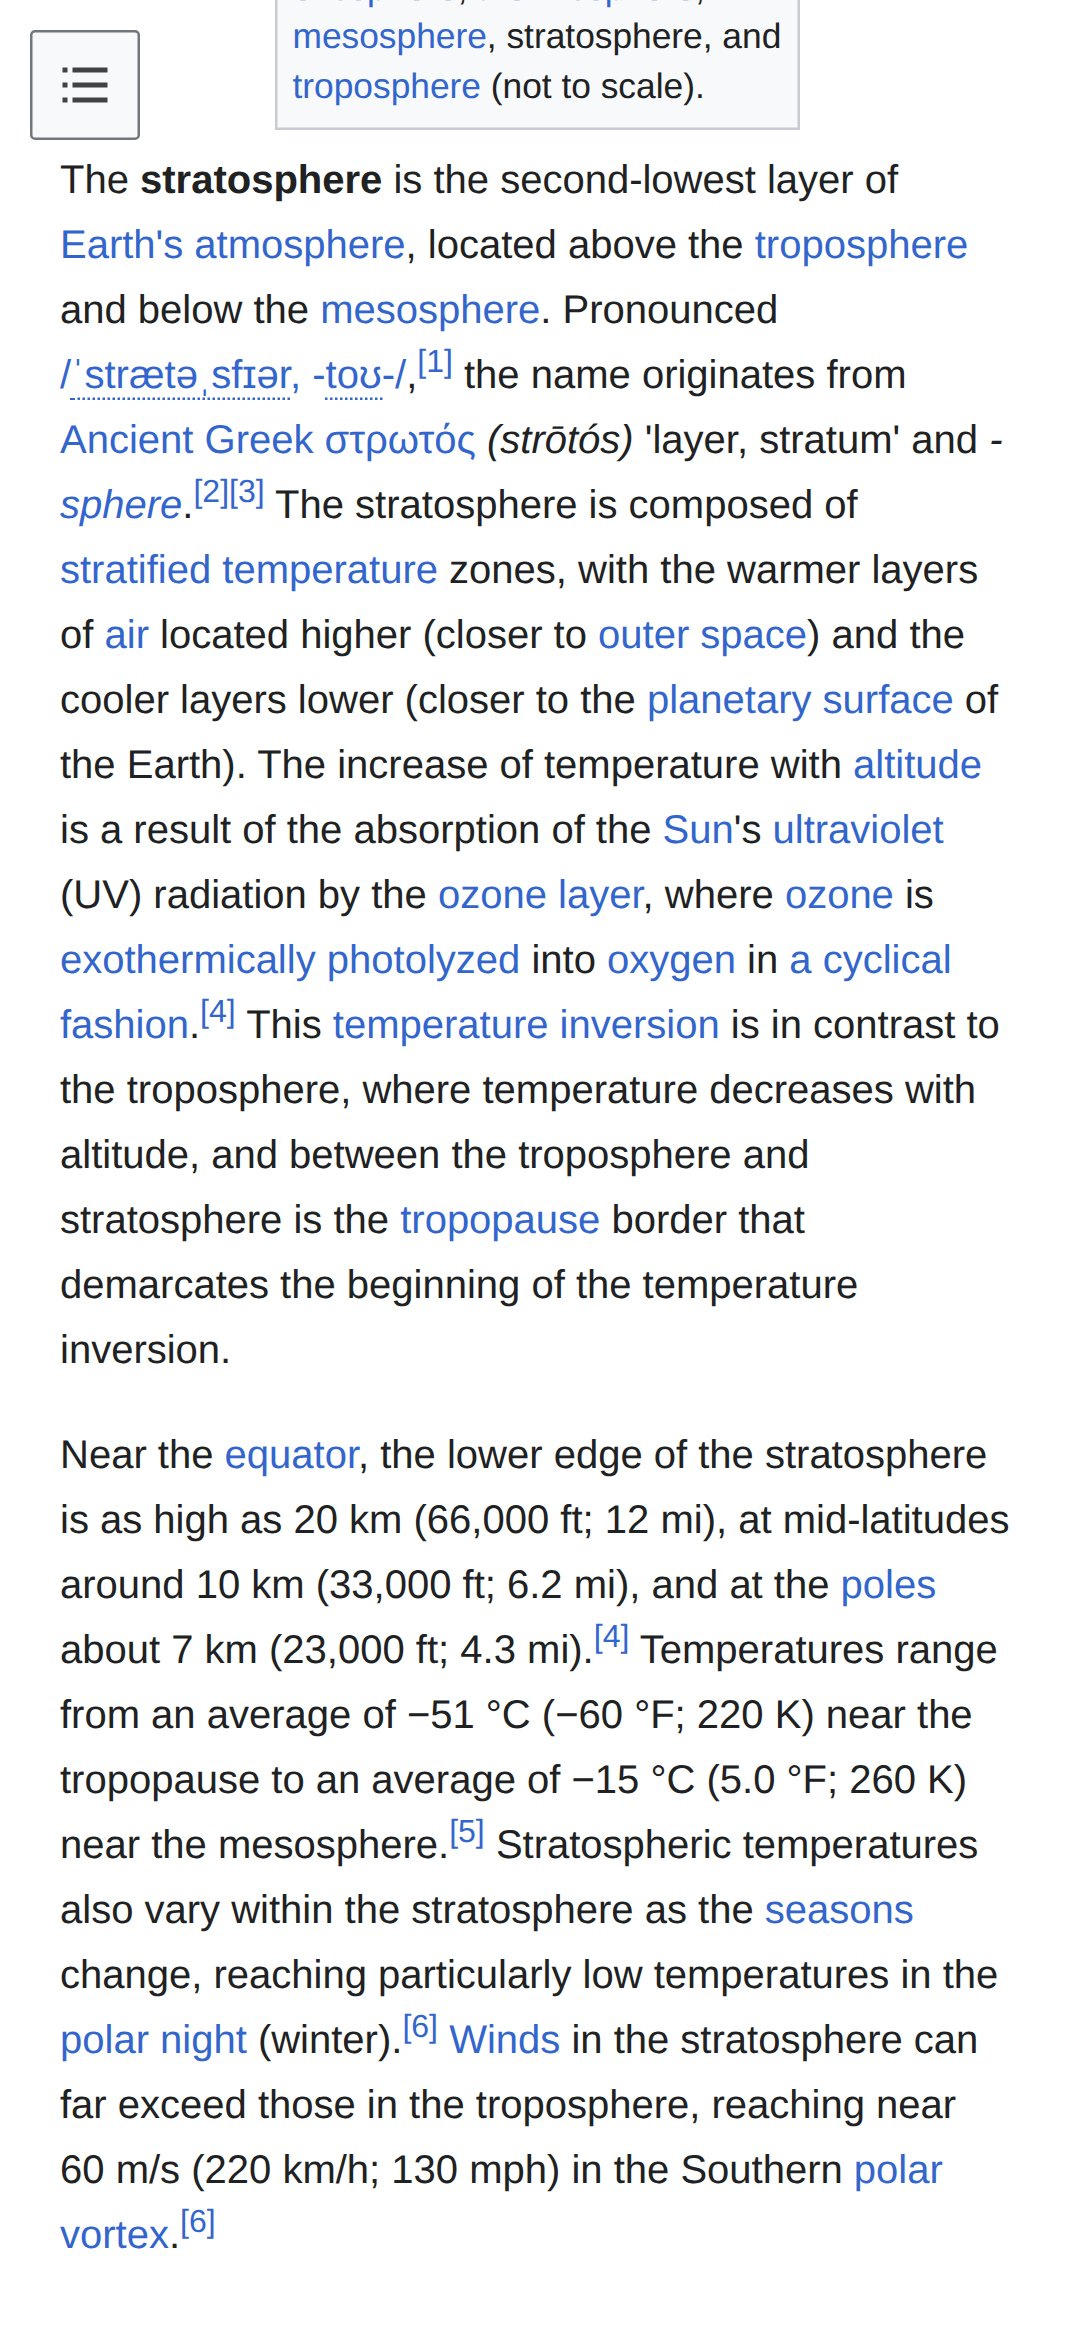 mesosphere, stratosphere, and
troposphere (not to scale).
The stratosphere is the second-lowest layer of
Earth's atmosphere, located above the troposphere
and below the mesosphere. Pronounced
/ˈstrætəˌsfɪər, -toʊ-/,[1] the name originates from
Ancient Greek στρωτός (strōtós) 'layer, stratum' and -
sphere.[2][3] The stratosphere is composed of
stratified temperature zones, with the warmer layers
of air located higher (closer to outer space) and the
cooler layers lower (closer to the planetary surface of
the Earth). The increase of temperature with altitude
is a result of the absorption of the Sun's ultraviolet
(UV) radiation by the ozone layer, where ozone is
exothermically photolyzed into oxygen in a cyclical
fashion.[4] This temperature inversion is in contrast to
the troposphere, where temperature decreases with
altitude, and between the troposphere and
stratosphere is the tropopause border that
demarcates the beginning of the temperature
inversion.
Near the equator, the lower edge of the stratosphere
is as high as 20 km (66,000 ft; 12 mi), at mid-latitudes
around 10 km (33,000 ft; 6.2 mi), and at the poles
about 7 km (23,000 ft; 4.3 mi).[4] Temperatures range
from an average of −51 °C (−60 °F; 220 K) near the
tropopause to an average of −15 °C (5.0 °F; 260 K)
near the mesosphere.[5] Stratospheric temperatures
also vary within the stratosphere as the seasons
change, reaching particularly low temperatures in the
polar night (winter).[6] Winds in the stratosphere can
far exceed those in the troposphere, reaching near
60 m/s (220 km/h; 130 mph) in the Southern polar
vortex.[6]